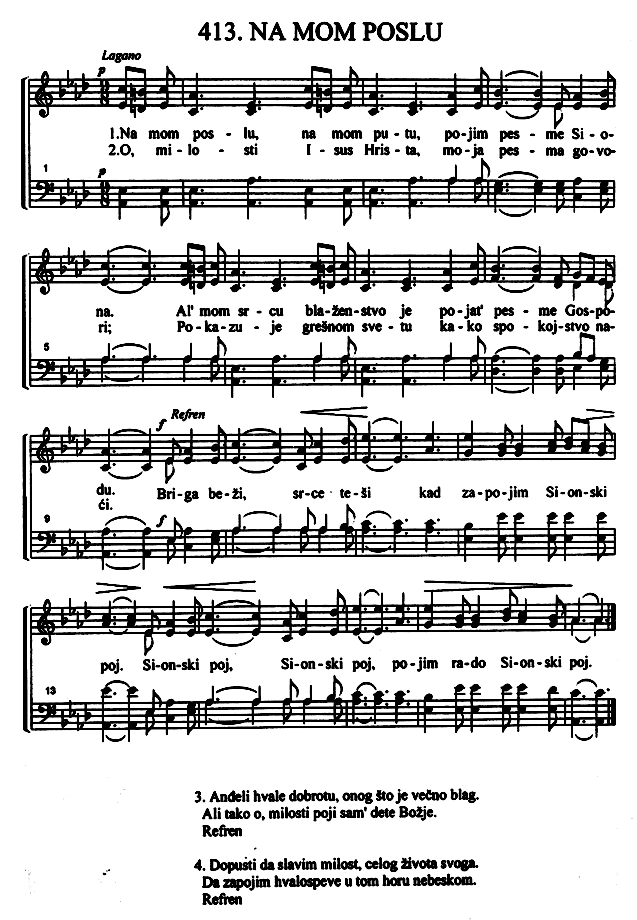 413. NA MOM POSLU
Lagano
p
1.Na mom pos - lu, na mom pu - tu, po - jim pes - me Si - o -
2.O, mi - lo - sti I - sus Hris - ta, mo - ja pes - ma go - vo-
1
p
na. Al' mom sr - cu bla - žen - stvo je po - jat' pes - me Gos - po-
ri; Po - ka - zu - je grešnom sve - tu ka - ko spo - koj - stvo na-
5
Refren
f
du. Bri - ga be - ži, sr - ce te - ši kad za - po - jim Si - on - ski
ći.
9
f
poj. Si - on - ski poj, Si - on - ski poj, po - jim ra - do Si - on - ski poj.
13
3. Anđeli hvale dobrotu, onog što je večno blag.
Ali tako o, milosti poji sam' dete Božje.
Refren
4. Dopusti da slavim milost, celog života svoga.
Da zapojim hvalospeve u tom horu nebeskom.
Refren